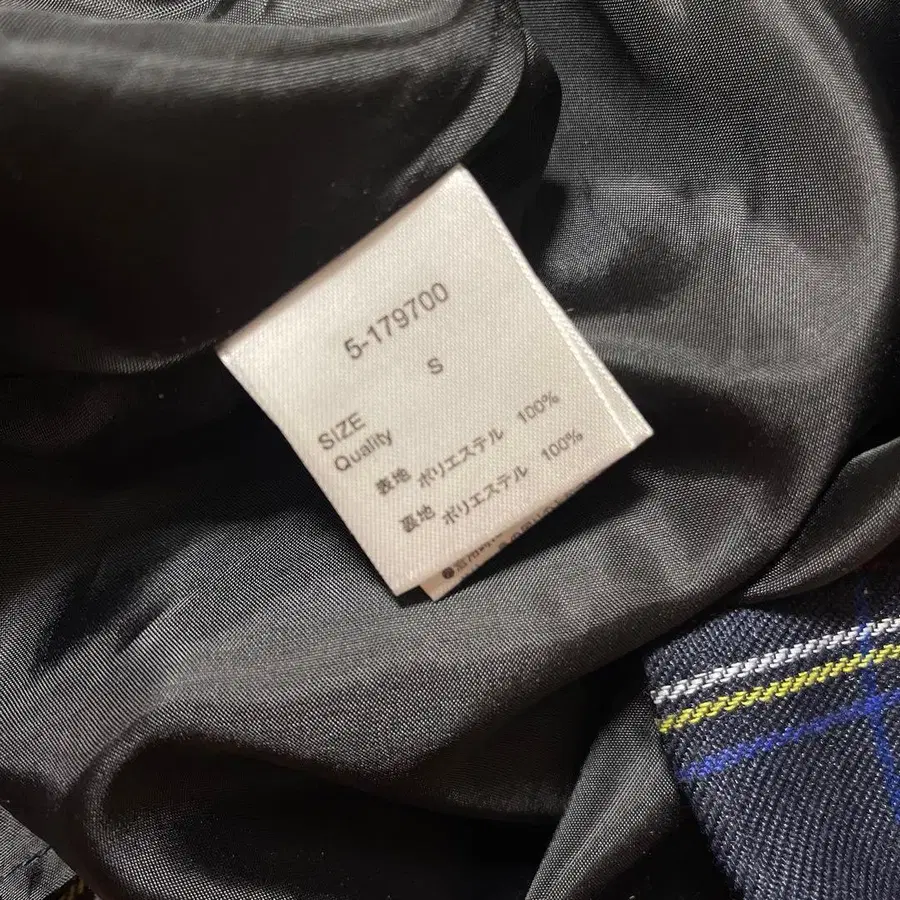 5-179700
SIZE S
Quality
表地 ポリエステル 100%
裏地 ポリエステル 100%